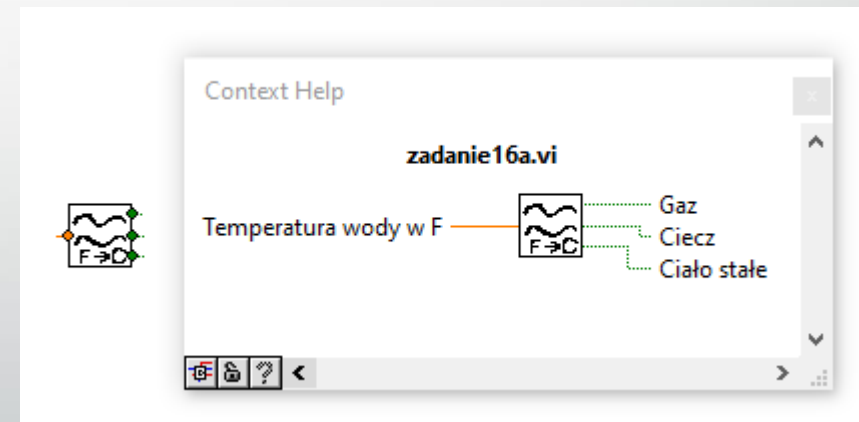 Context Help
zadanie16a.vi
Temperatura wody w F
F→C
Gaz
Ciecz
Ciało stałe
F→C
?